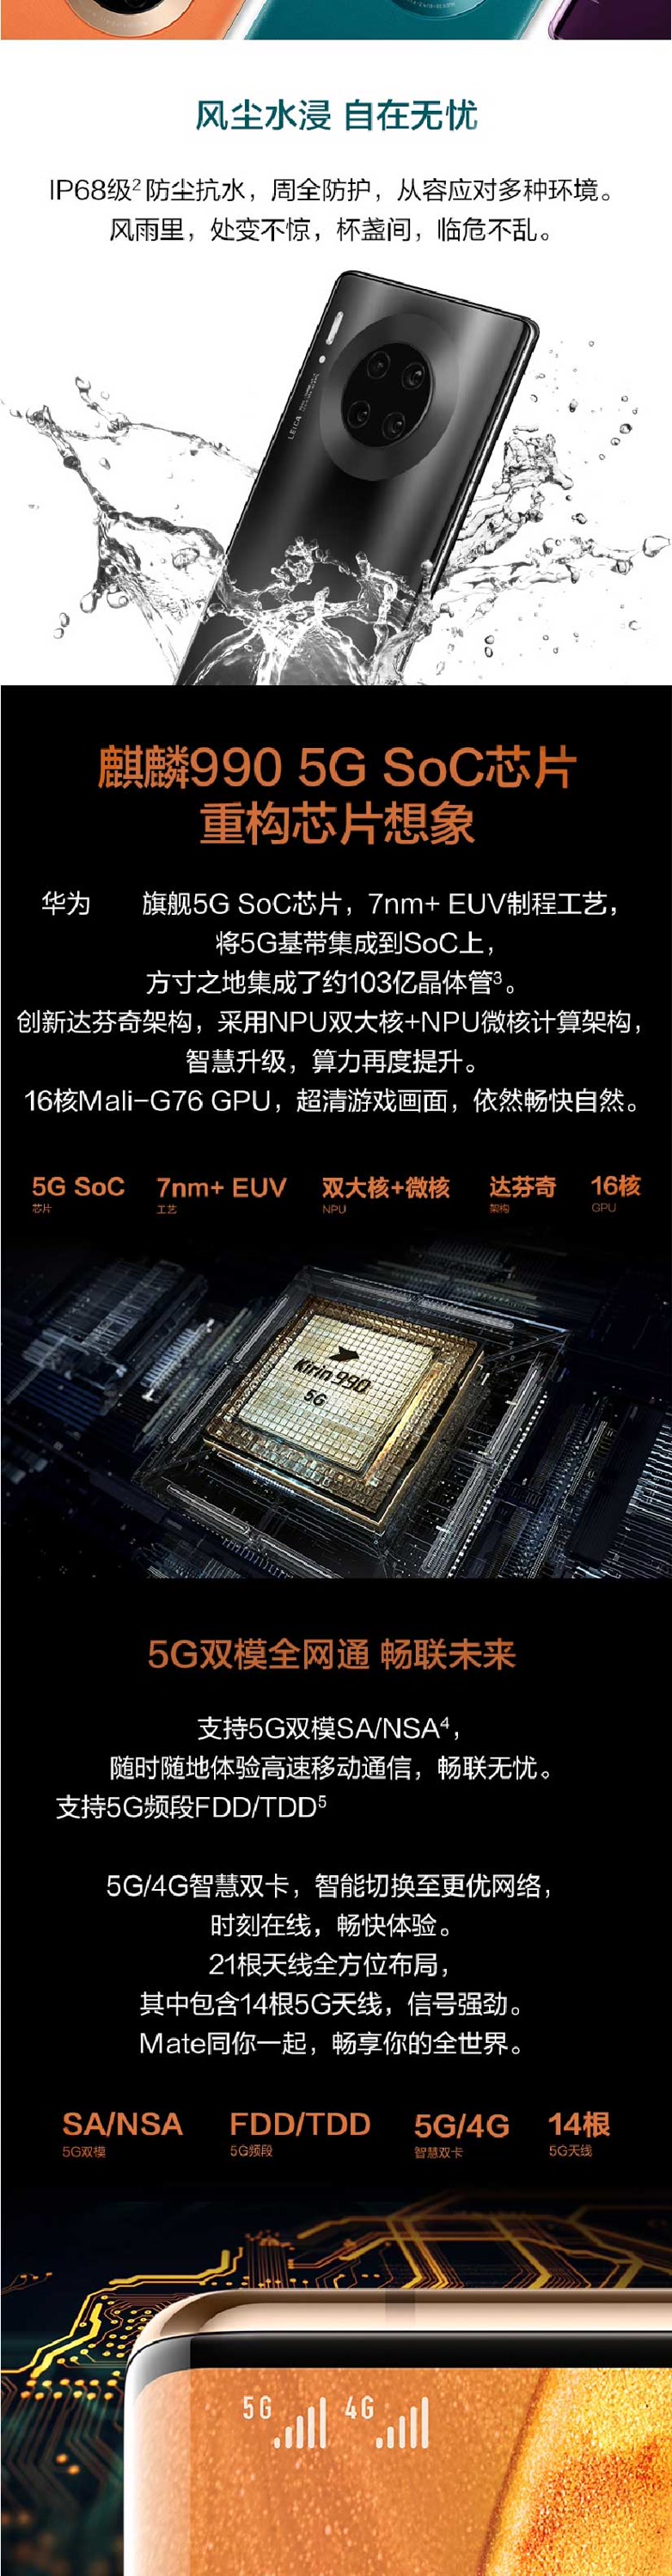 风尘水浸 自在无忧
IP68级²防尘抗水，周全防护，从容应对多种环境。
风雨里，处变不惊，杯盏间，临危不乱。
LEICA
麒麟990 5G SoC芯片
重构芯片想象
华为 旗舰5G SoC芯片，7nm+ EUV制程工艺，
将5G基带集成到SoC上，
方寸之地集成了约103亿晶体管³。
创新达芬奇架构，采用NPU双大核+NPU微核计算架构，
智慧升级，算力再度提升。
16核Mali-G76 GPU，超清游戏画面，依然畅快自然。
5G SoC 7nm+ EUV 双大核+微核 达芬奇 16核
芯片 工艺 NPU 架构 GPU
Kirin 990
5G
5G双模全网通 畅联未来
支持5G双模SA/NSA⁴，
随时随地体验高速移动通信，畅联无忧。
支持5G频段FDD/TDD⁵
5G/4G智慧双卡，智能切换至更优网络，
时刻在线，畅快体验。
21根天线全方位布局，
其中包含14根5G天线，信号强劲。
Mate同你一起，畅享你的全世界。
SA/NSA FDD/TDD 5G/4G 14根
5G双模 5G频段 智慧双卡 5G天线
5G 4G